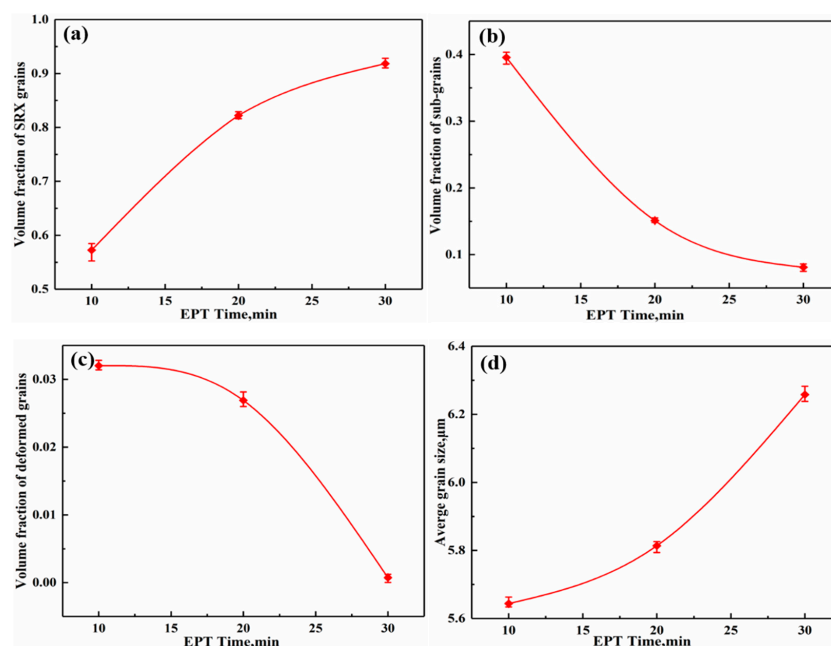 (a)
Volume fraction of SRX grains
1.0
0.9
0.8
0.7
0.6
0.5
10 15 20 25 30
EPT Time,min
(b)
Volume fraction of sub-grains
0.4
0.3
0.2
0.1
10 15 20 25 30
EPT Time,min
(c)
Volume fraction of deformed grains
0.03
0.02
0.01
0.00
10 15 20 25 30
EPT Time,min
(d)
Averge grain size,μm
6.4
6.2
6.0
5.8
5.6
10 15 20 25 30
EPT Time,min